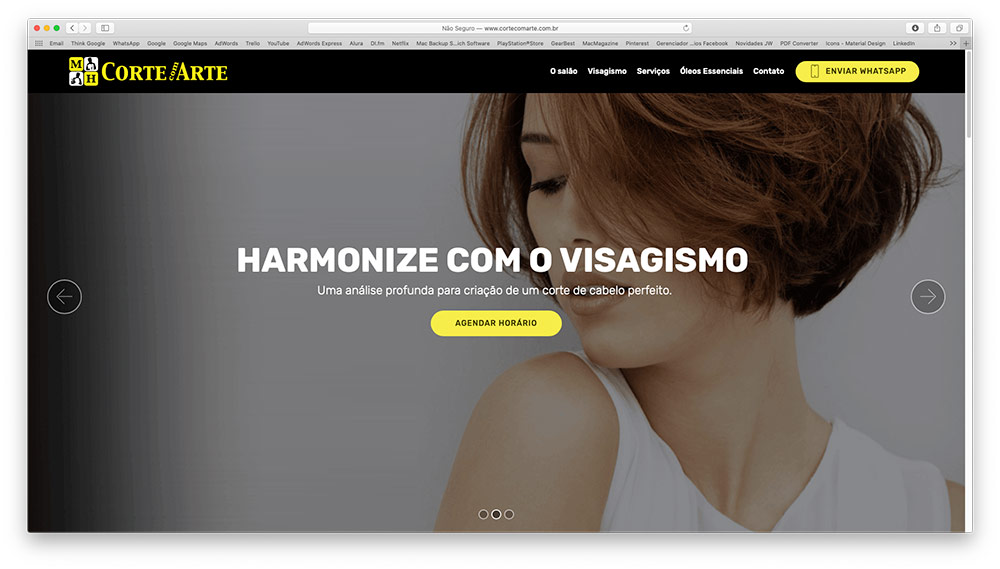 Não Seguro — www.cortecomarte.com.br
Email Think Google WhatsApp Google Google Maps AdWords Trello YouTube AdWords Express Alura DI.fm Netflix Mac Backup S...ich Software PlayStation®Store GearBest MacMagazine Pinterest Gerenciador ...ios Facebook Novidades JW PDF Converter Icons - Material Design LinkedIn
M H CORTE com ARTE
O salão Visagismo Serviços Óleos Essenciais Contato ENVIAR WHATSAPP
HARMONIZE COM O VISAGISMO
Uma análise profunda para criação de um corte de cabelo perfeito.
AGENDAR HORÁRIO